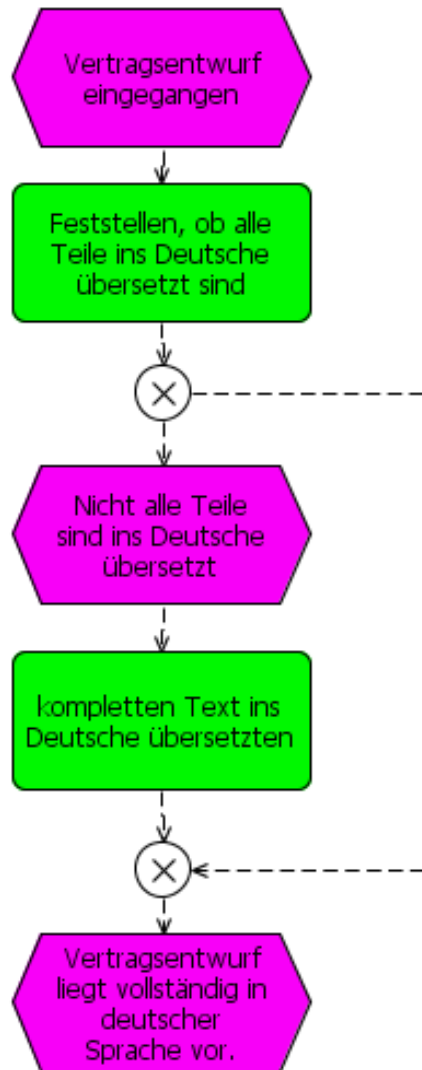 Vertragsentwurf
eingegangen
Feststellen, ob alle
Teile ins Deutsche
übersetzt sind
Nicht alle Teile
sind ins Deutsche
übersetzt
kompletten Text ins
Deutsche übersetzten
Vertragsentwurf
liegt vollständig in
deutscher
Sprache vor.